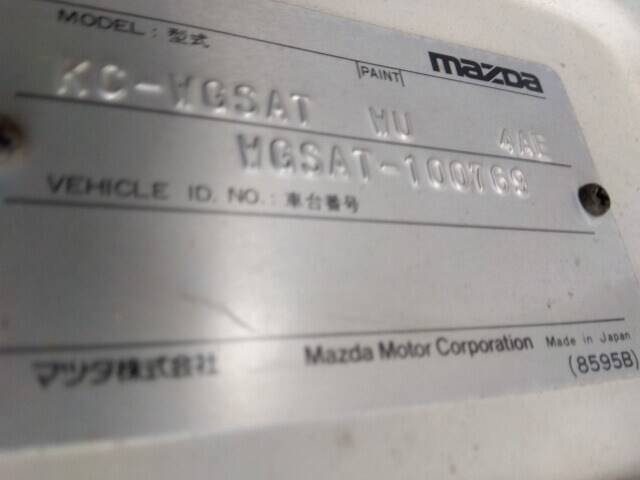 MODEL : 型式
PAINT
mazda
KC-WGSAT WU 4AE
WGSAT-100769
VEHICLE ID. NO. : 車台番号
マツダ株式会社 Mazda Motor Corporation Made in Japan
(8595B)